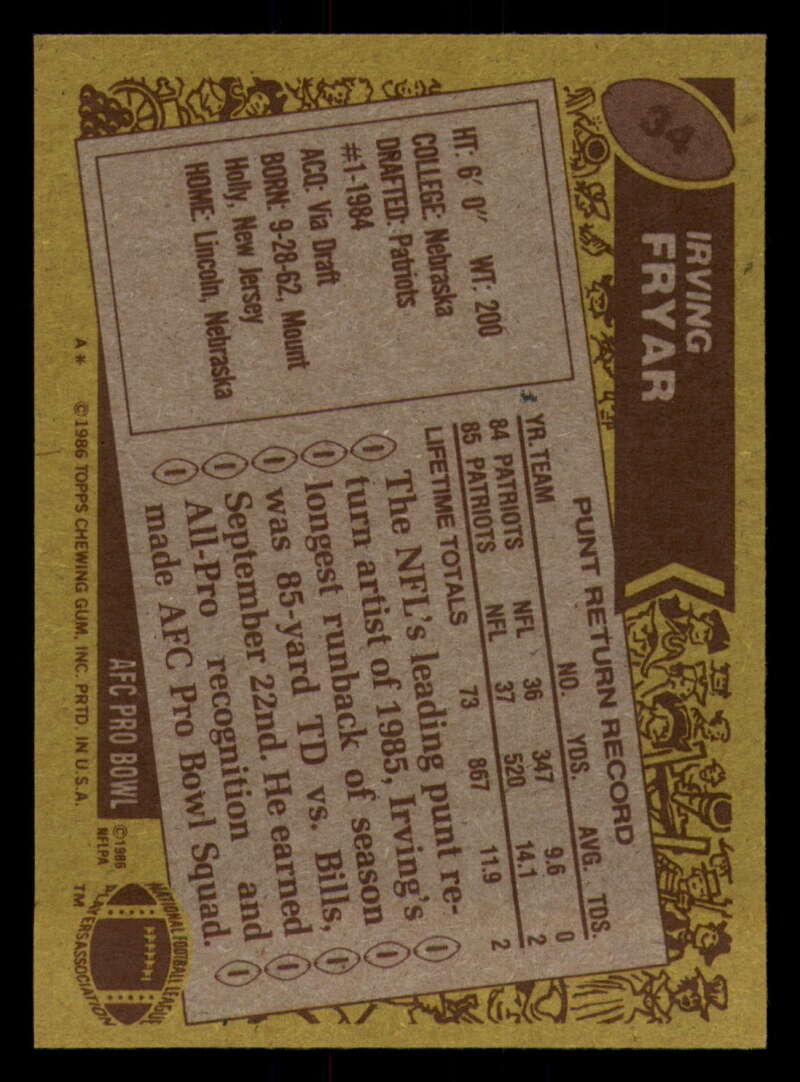 34
IRVING
FRYAR
HT: 6' 0" WT: 200
COLLEGE: Nebraska
DRAFTED: Patriots
#1-1984
ACQ: Via Draft
BORN: 9-28-62, Mount
Holly, New Jersey
HOME: Lincoln, Nebraska
PUNT RETURN RECORD
YR. TEAM NO. YDS. AVG. TDS.
84 PATRIOTS NFL 36 347 9.6 0
85 PATRIOTS NFL 37 520 14.1 2
LIFETIME TOTALS 73 867 11.9 2
The NFL's leading punt re-
turn artist of 1985, Irving's
longest runback of season
was 85-yard TD vs. Bills,
September 22nd. He earned
All-Pro recognition and
made AFC Pro Bowl Squad.
AFC PRO BOWL
©1986
NFLPA
NATIONAL FOOTBALL LEAGUE
PLAYERS ASSOCIATION
TM
A* ©1986 TOPPS CHEWING GUM, INC. PRTD. IN U.S.A.